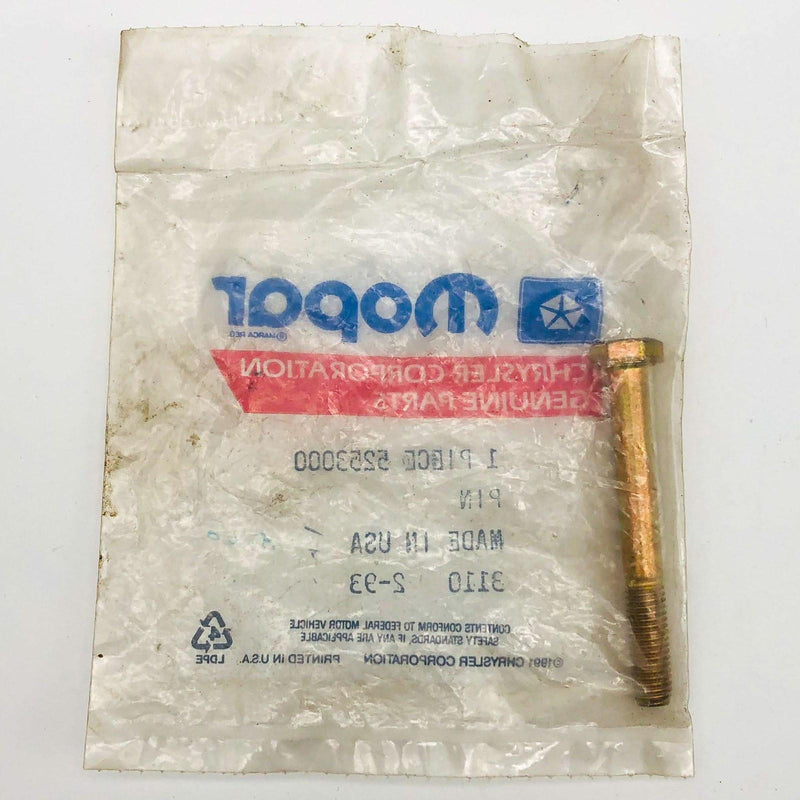 Mopar
® MARCA REG.
CHRYSLER CORPORATION
GENUINE PARTS
1 PIECE 5253000
PIN
MADE IN USA
3110 2-93
CONTENTS CONFORM TO FEDERAL MOTOR VEHICLE
SAFETY STANDARDS, IF ANY ARE APPLICABLE
©1991 CHRYSLER CORPORATION PRINTED IN U.S.A.
4
LDPE